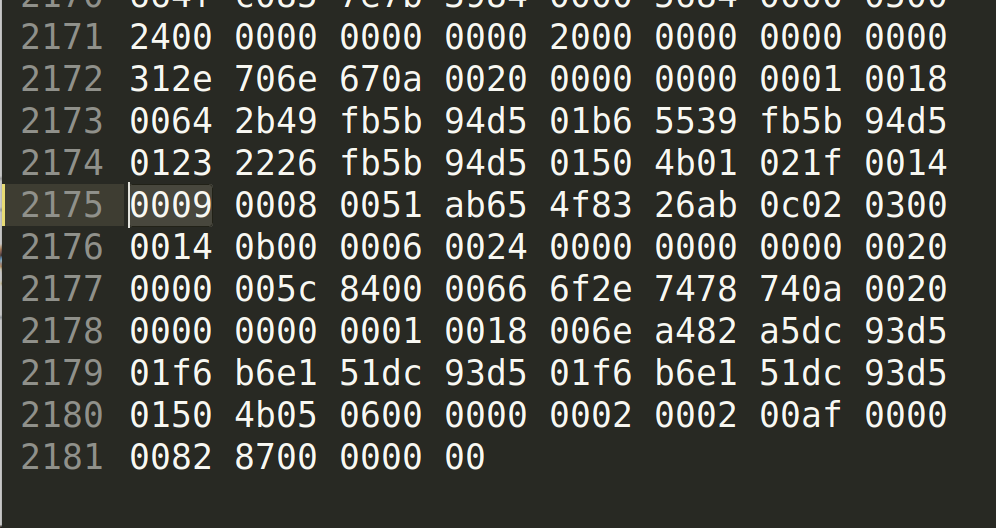 2171 2400 0000 0000 0000 2000 0000 0000 0000
2172 312e 706e 670a 0020 0000 0000 0001 0018
2173 0064 2b49 fb5b 94d5 01b6 5539 fb5b 94d5
2174 0123 2226 fb5b 94d5 0150 4b01 021f 0014
2175 0009 0008 0051 ab65 4f83 26ab 0c02 0300
2176 0014 0b00 0006 0024 0000 0000 0000 0020
2177 0000 005c 8400 0066 6f2e 7478 740a 0020
2178 0000 0000 0001 0018 006e a482 a5dc 93d5
2179 01f6 b6e1 51dc 93d5 01f6 b6e1 51dc 93d5
2180 0150 4b05 0600 0000 0002 0002 00af 0000
2181 0082 8700 0000 00